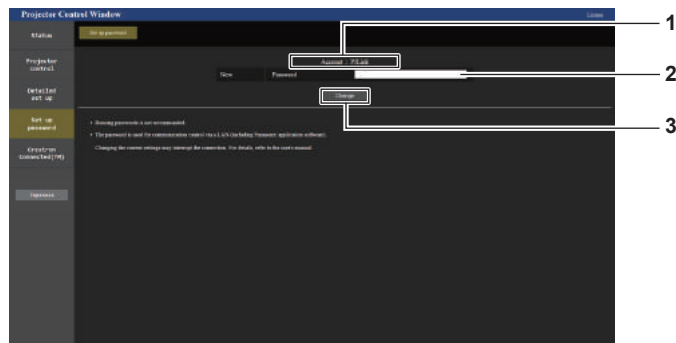 Projector Control Window
License
Status
Set up password
Projector control
Account : PJLink
New Password
Detailed set up
Change
Set up password
• Reusing passwords is not recommended.
• The password is used for communication control via a LAN (including Panasonic application software).
Changing the current settings may interrupt the connection. For details, refer to the user's manual.
Crestron Connected(TM)
1
2
3